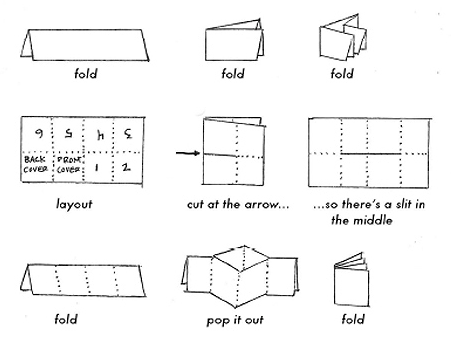 fold
fold
fold
6 5 4 3
BACK COVER
FRONT COVER
1 2
layout
cut at the arrow...
...so there's a slit in
the middle
fold
pop it out
fold